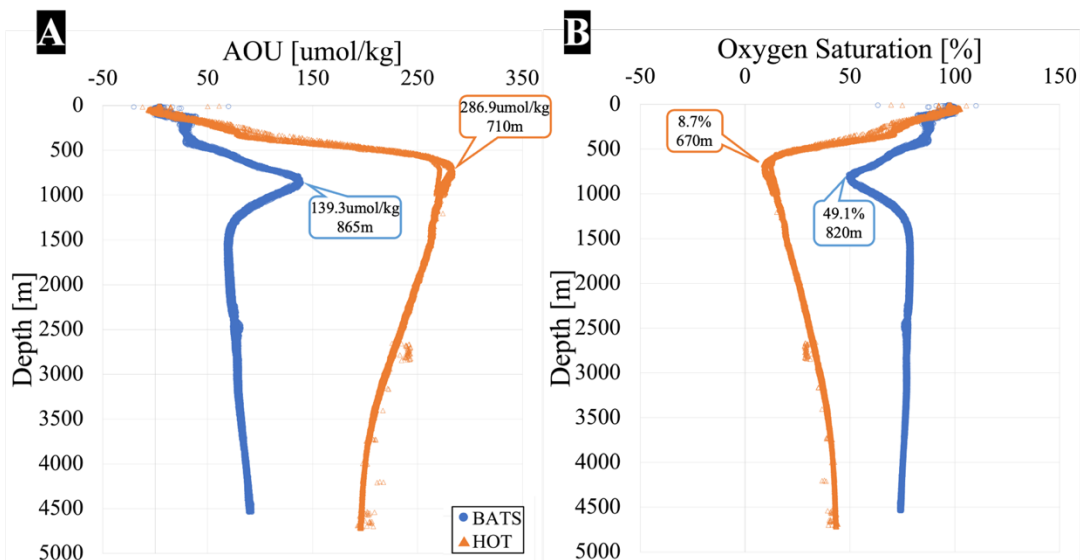 A
AOU [umol/kg]
-50 50 150 250 350
0
500
1000
1500
2000
2500
3000
3500
4000
4500
5000
Depth [m]
286.9umol/kg
710m
139.3umol/kg
865m
BATS
HOT
B
Oxygen Saturation [%]
-50 0 50 100 150
0
500
1000
1500
2000
2500
3000
3500
4000
4500
5000
Depth [m]
8.7%
670m
49.1%
820m